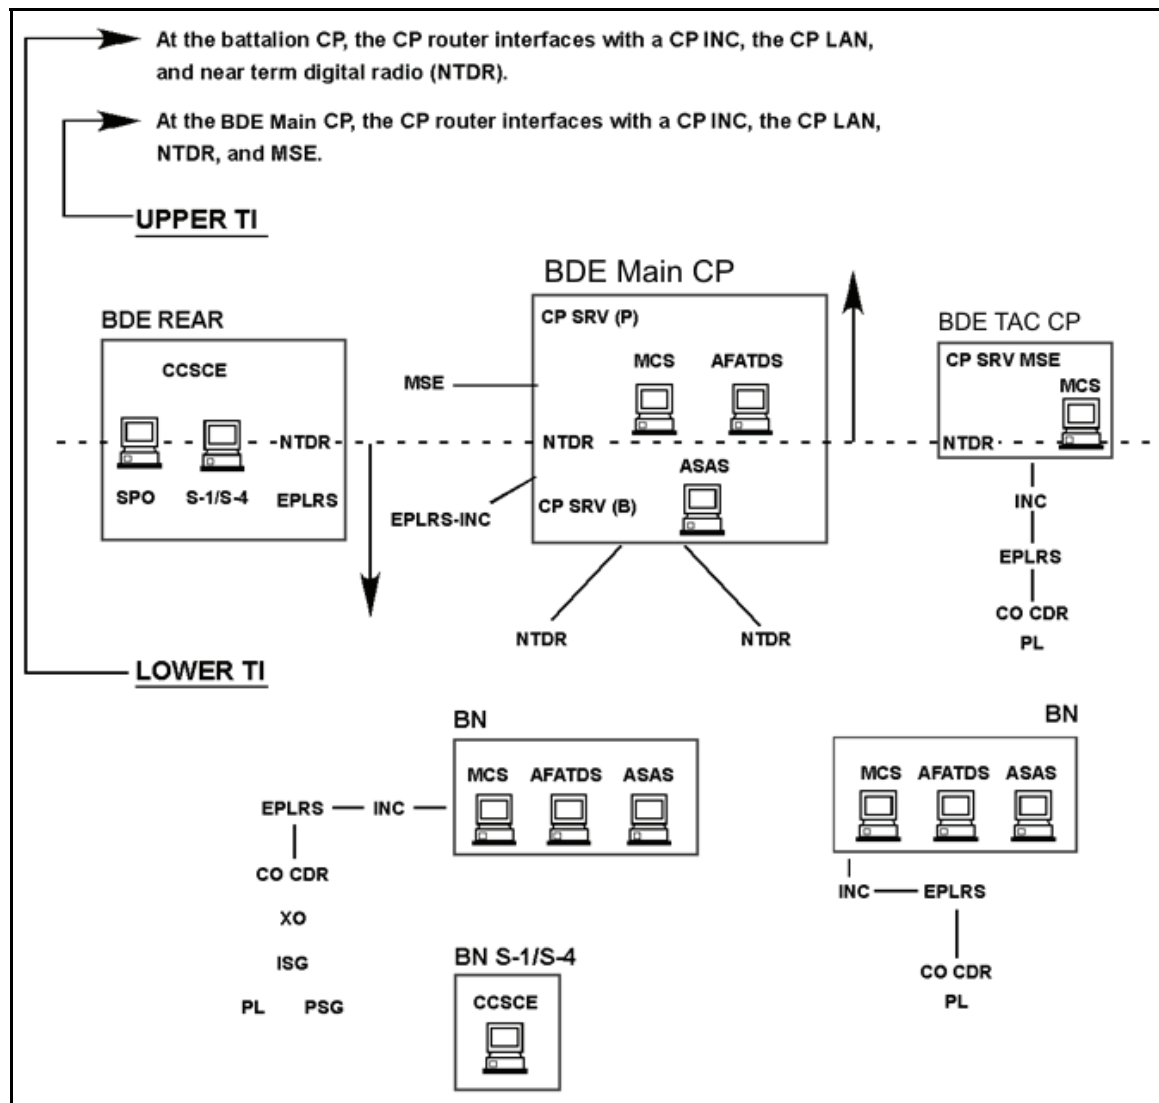 At the battalion CP, the CP router interfaces with a CP INC, the CP LAN,
and near term digital radio (NTDR).
At the BDE Main CP, the CP router interfaces with a CP INC, the CP LAN,
NTDR, and MSE.
UPPER TI
BDE REAR
CCSCE
NTDR
SPO
S-1/S-4
EPLRS
MSE
EPLRS-INC
BDE Main CP
CP SRV (P)
MCS
AFATDS
NTDR
ASAS
CP SRV (B)
NTDR
NTDR
BDE TAC CP
CP SRV MSE
MCS
NTDR
INC
EPLRS
CO CDR
PL
LOWER TI
BN
MCS
AFATDS
ASAS
EPLRS
INC
CO CDR
XO
ISG
PL
PSG
BN S-1/S-4
CCSCE
BN
MCS
AFATDS
ASAS
INC
EPLRS
CO CDR
PL